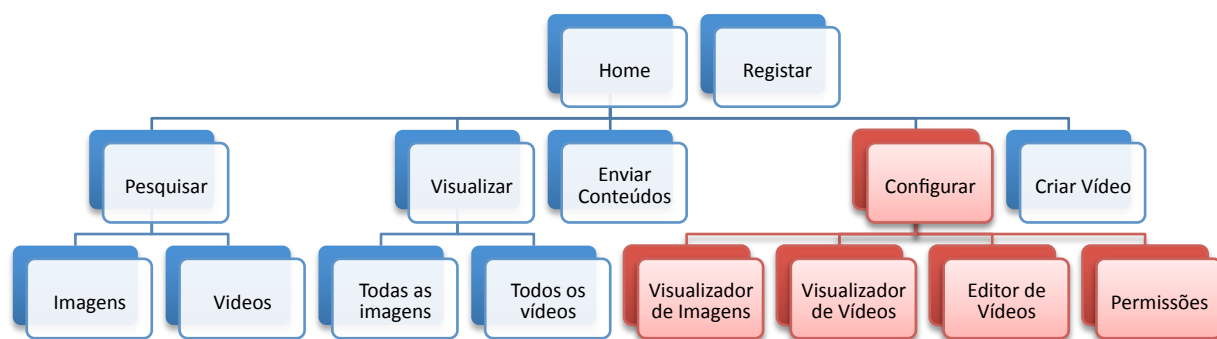 Home
Registar
Pesquisar
Visualizar
Enviar
Conteúdos
Configurar
Criar Vídeo
Imagens
Videos
Todas as
imagens
Todos os
vídeos
Visualizador
de Imagens
Visualizador
de Vídeos
Editor de
Vídeos
Permissões